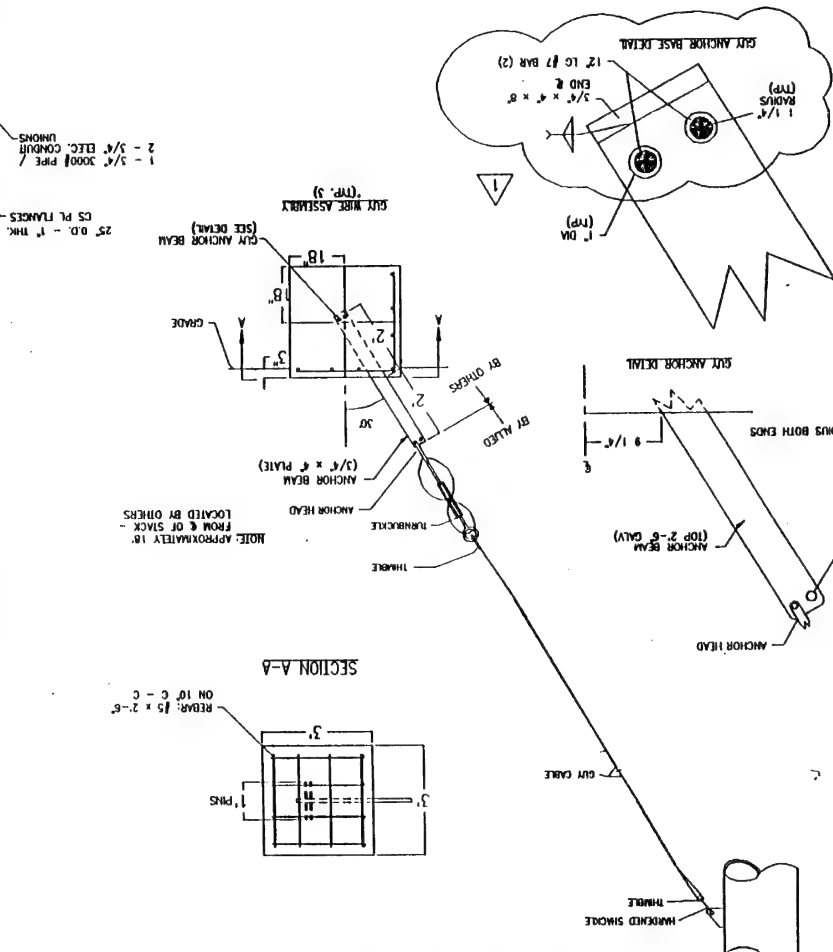 HARDENED SHACKLE
THIMBLE
GUY CABLE
3'
3'
1" PINS
REBAR: #5 x 2'-6"
ON 10" C - C
SECTION A-A
ANCHOR HEAD
ANCHOR BEAM
(TOP 2'-6" GALV)
9 1/4"
℄
DIUS BOTH ENDS
GUY ANCHOR DETAIL
THIMBLE
TURNBUCKLE
ANCHOR HEAD
ANCHOR BEAM
(3/4" x 4" PLATE)
NOTE: APPROXIMATELY 18'
FROM ℄ OF STACK -
LOCATED BY OTHERS
BY ALLIED
BY OTHERS
30°
2'
2'
A
A
3"
GRADE
18"
18"
GUY ANCHOR BEAM
(SEE DETAIL)
GUY WIRE ASSEMBLY
(TYP. 3)
1" DIA
(TYP)
1
1 1/4"
RADIUS
(TYP)
3/4" x 4" x 8"
END ℄
12" LG #7 BAR (2)
GUY ANCHOR BASE DETAIL
25" O.D. - 1" THK.
CS PL FLANGES
1 - 3/4" 3000# PIPE /
2 - 3/4" ELEC. CONDUIT
UNIONS